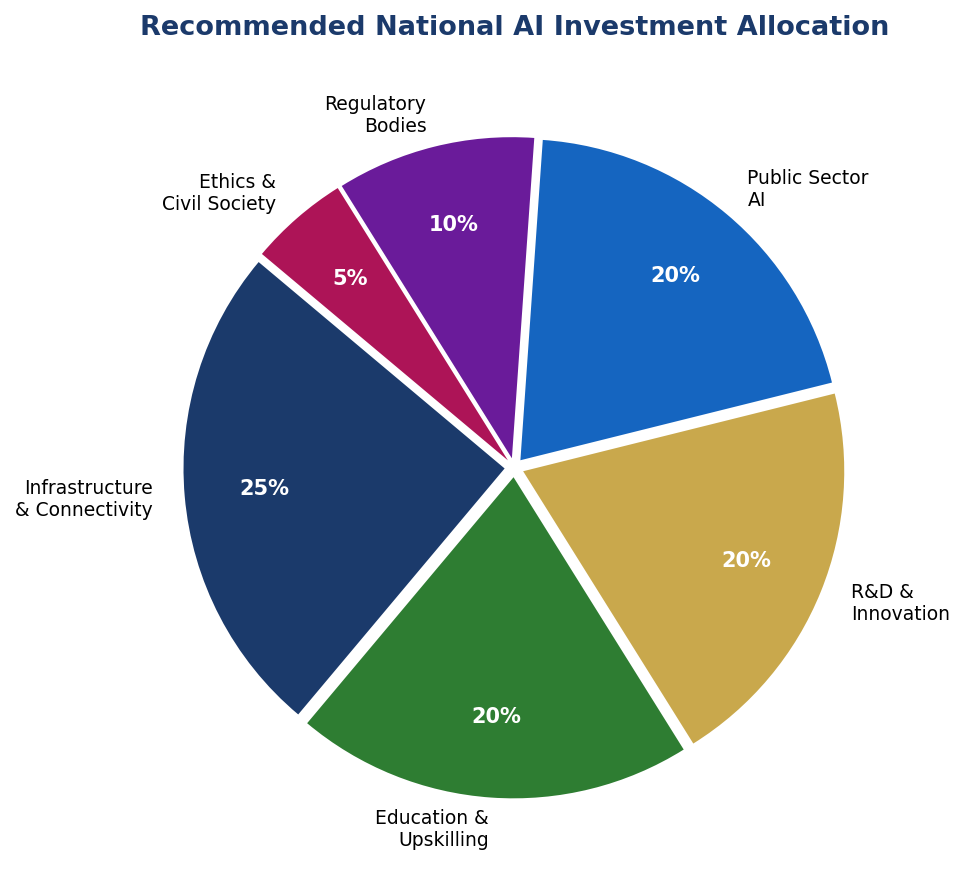 Recommended National AI Investment Allocation
Regulatory
Bodies
10%
Public Sector
AI
20%
Ethics &
Civil Society
5%
Infrastructure
& Connectivity
25%
R&D &
Innovation
20%
Education &
Upskilling
20%